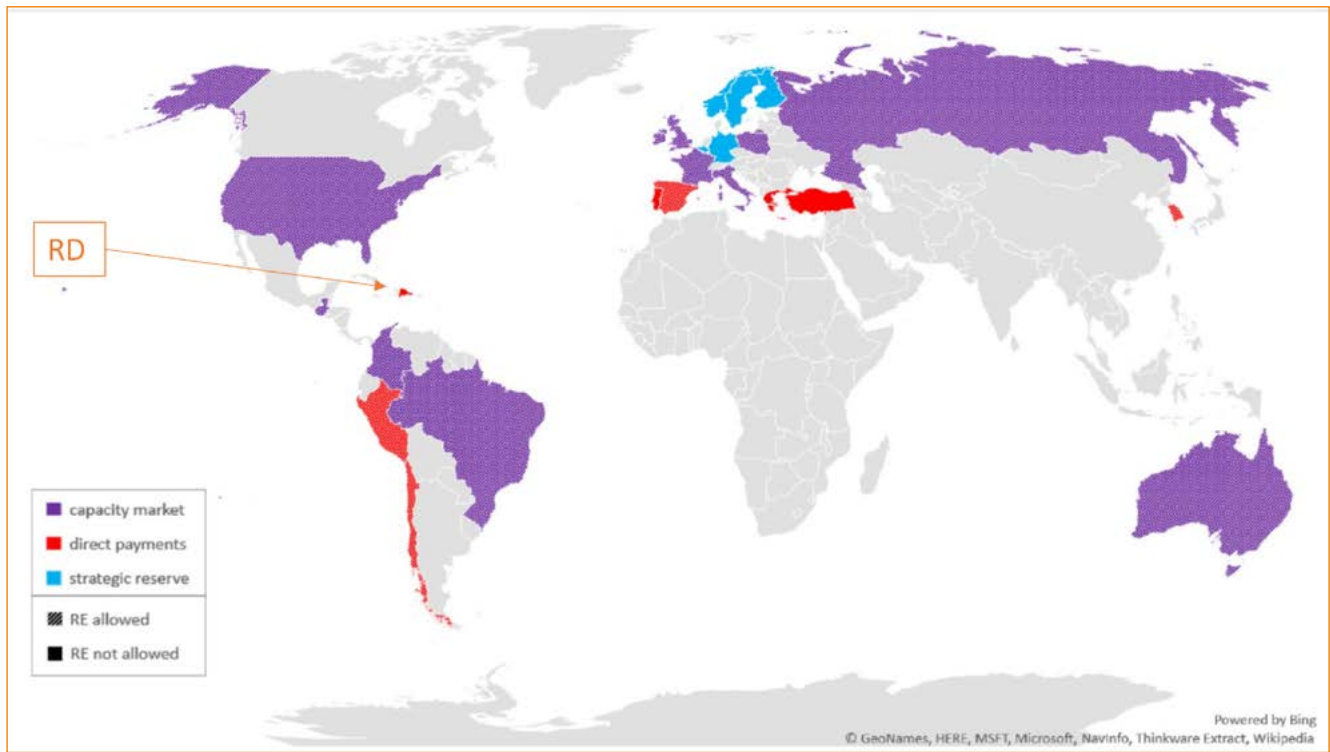 RD
capacity market
direct payments
strategic reserve
RE allowed
RE not allowed
Powered by Bing
© GeoNames, HERE, MSFT, Microsoft, NavInfo, Thinkware Extract, Wikipedia